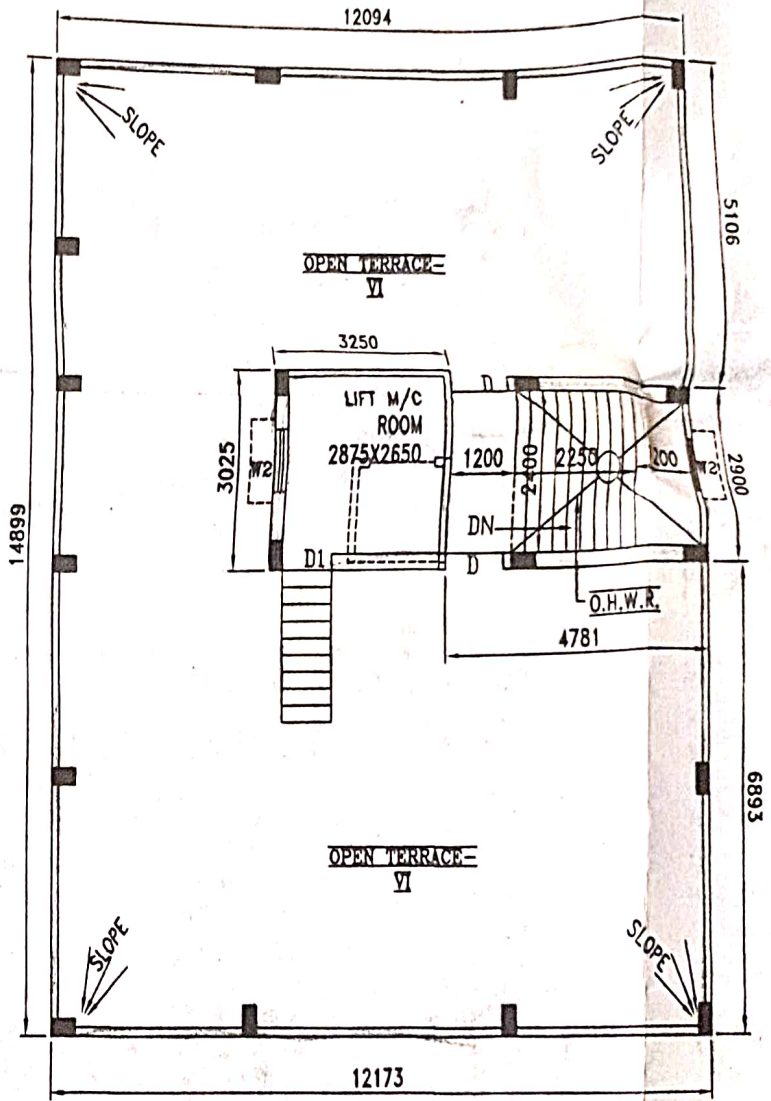 12094
SLOPE
SLOPE
5106
OPEN TERRACE-
VI
3250
LIFT M/C
ROOM
2875X2650
D
3025
W2
1200
2400
2250
W2
2900
14899
DN
D1
D
O.H.W.R.
4781
6893
OPEN TERRACE-
VI
SLOPE
SLOPE
12173